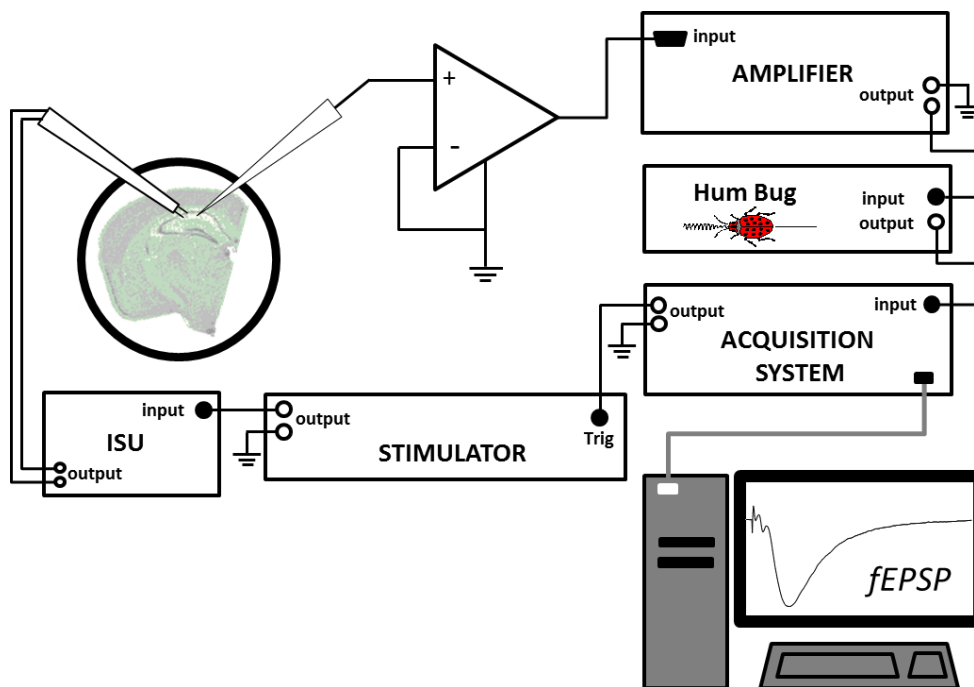 input
AMPLIFIER
output
+
-
Hum Bug
input
output
input
output
ACQUISITION
SYSTEM
input
output
ISU
STIMULATOR
Trig
output
fEPSP